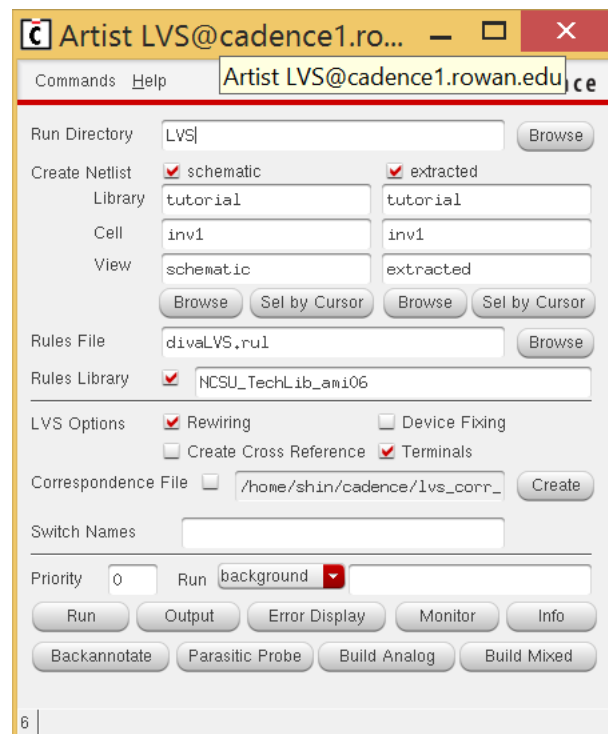 Artist LVS@cadence1.ro...
Commands Help
Artist LVS@cadence1.rowan.edu
Run Directory LVS Browse
Create Netlist schematic extracted
Library tutorial tutorial
Cell inv1 inv1
View schematic extracted
Browse Sel by Cursor Browse Sel by Cursor
Rules File divaLVS.rul Browse
Rules Library NCSU_TechLib_ami06
LVS Options Rewiring Device Fixing
Create Cross Reference Terminals
Correspondence File /home/shin/cadence/lvs_corr_ Create
Switch Names
Priority 0 Run background
Run Output Error Display Monitor Info
Backannotate Parasitic Probe Build Analog Build Mixed
6